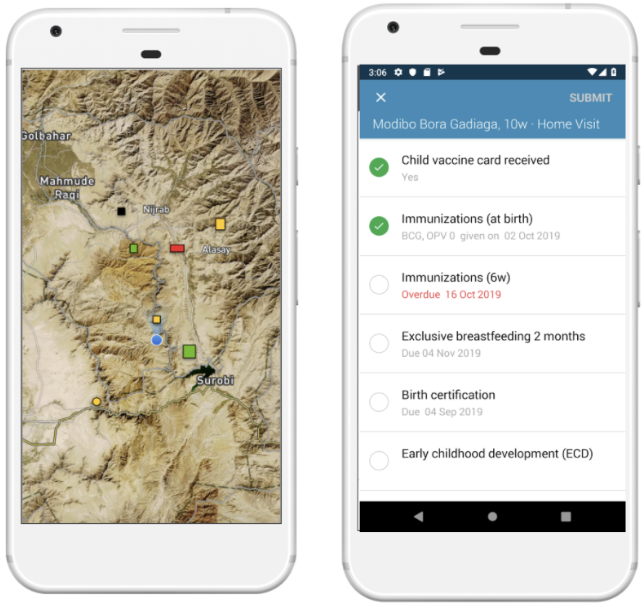 Golbahar
Mahmude
Raqi
Nijrab
Alasay
Surobi
3:06
SUBMIT
Modibo Bora Gadiaga, 10w · Home Visit
Child vaccine card received
Yes
Immunizations (at birth)
BCG, OPV 0 given on 02 Oct 2019
Immunizations (6w)
Overdue 16 Oct 2019
Exclusive breastfeeding 2 months
Due 04 Nov 2019
Birth certification
Due 04 Sep 2019
Early childhood development (ECD)